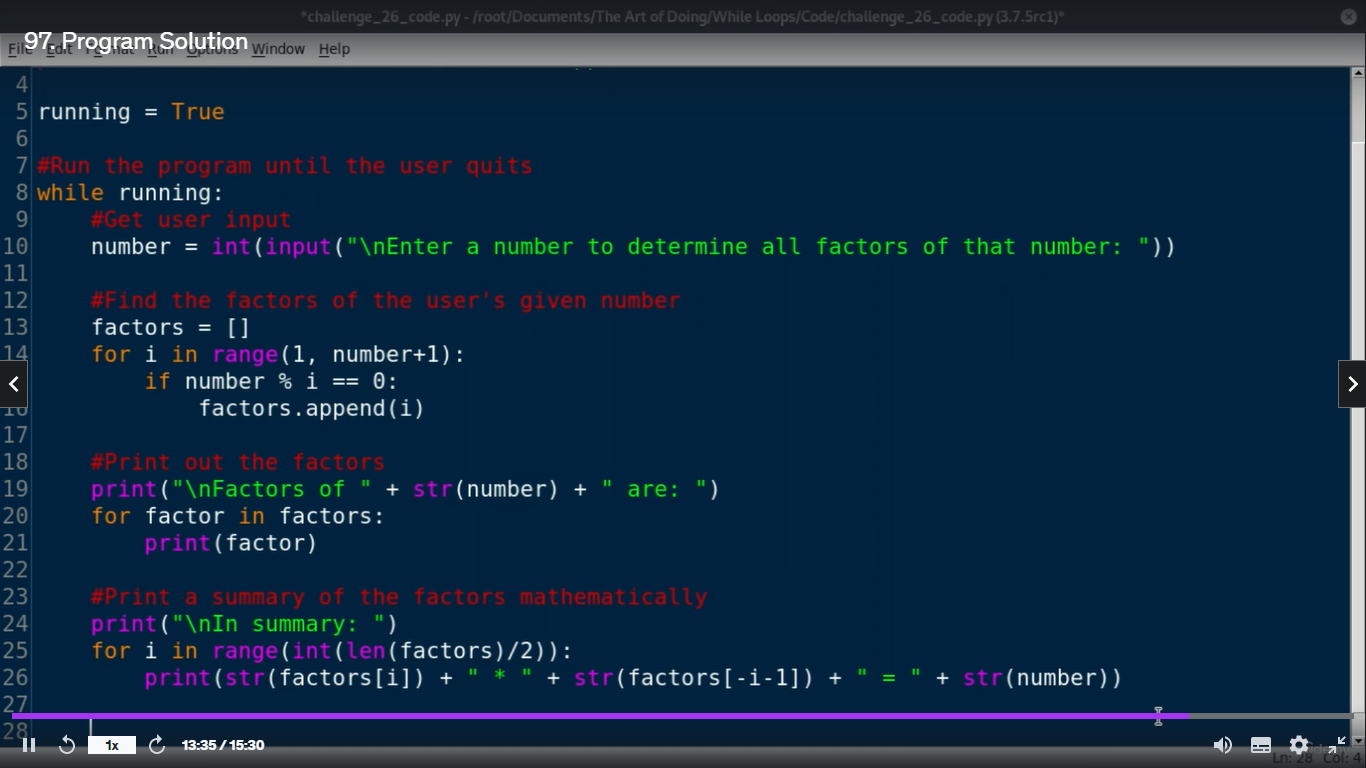 *challenge_26_code.py - /root/Documents/The Art of Doing/While Loops/Code/challenge_26_code.py (3.7.5rc1)*
97. Program Solution
File Edit Format Run Options Window Help
4
5 running = True
6
7 #Run the program until the user quits
8 while running:
9 #Get user input
10 number = int(input("\nEnter a number to determine all factors of that number: "))
11
12 #Find the factors of the user's given number
13 factors = []
14 for i in range(1, number+1):
if number % i == 0:
16 factors.append(i)
17
18 #Print out the factors
19 print("\nFactors of " + str(number) + " are: ")
20 for factor in factors:
21 print(factor)
22
23 #Print a summary of the factors mathematically
24 print("\nIn summary: ")
25 for i in range(int(len(factors)/2)):
26 print(str(factors[i]) + " * " + str(factors[-i-1]) + " = " + str(number))
27
28
1x 13:35 / 15:30
Ln: 28 Col: 4